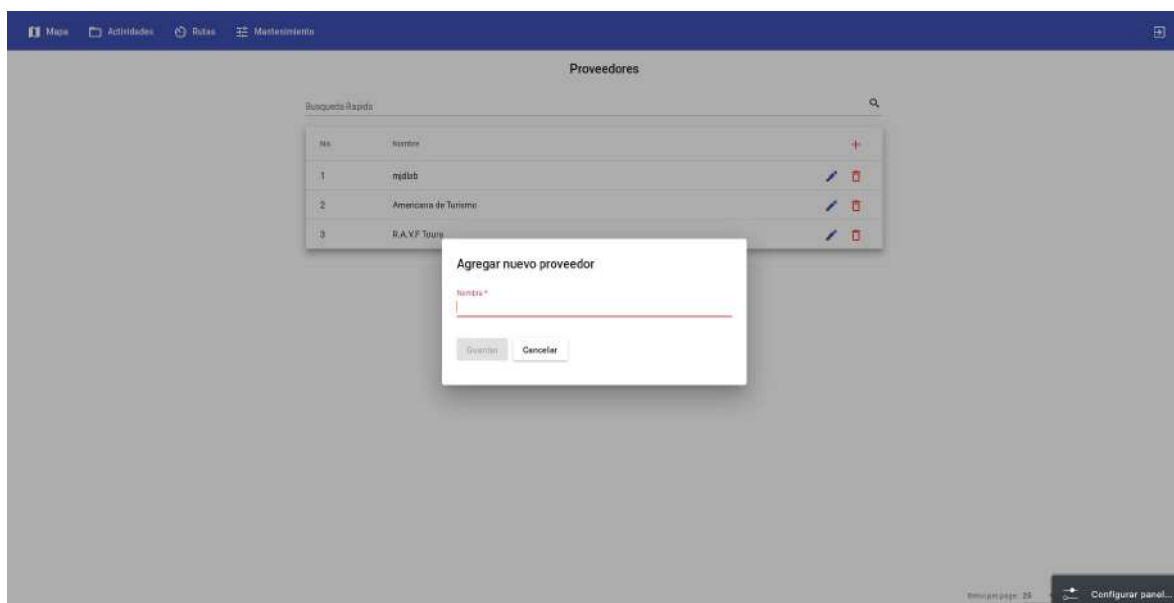 Mapa Actividades Rutas Mantenimiento
Proveedores
Busqueda Rapida
No. Nombre
1 mjdlab
2 Americana de Turismo
3 R.A.Y.F Tours
Agregar nuevo proveedor
Nombre *
Guardar Cancelar
Items per page 25
Configurar panel...